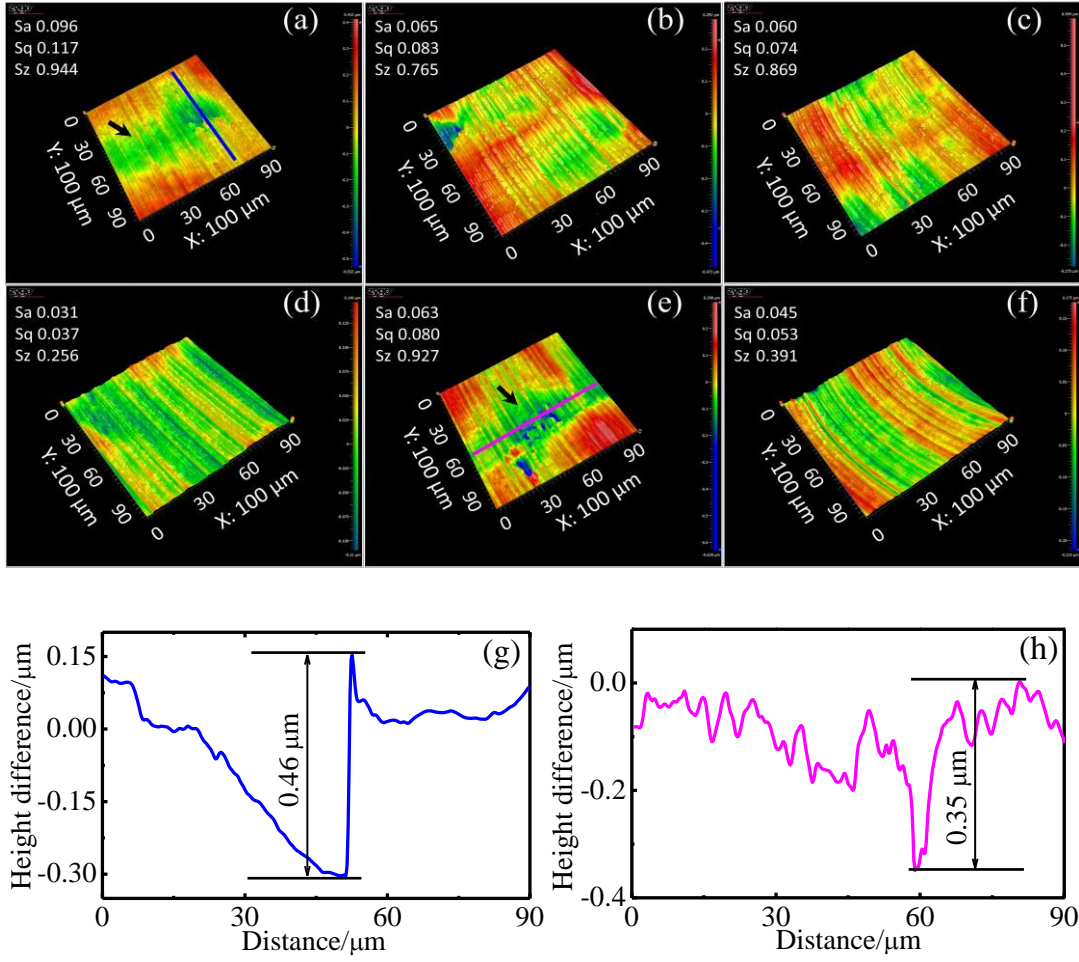 Sa 0.096
Sq 0.117
Sz 0.944
(a)
0
30
60
90
Y: 100 μm
0
30
60
90
X: 100 μm
Sa 0.065
Sq 0.083
Sz 0.765
(b)
0
30
60
90
Y: 100 μm
0
30
60
90
X: 100 μm
Sa 0.060
Sq 0.074
Sz 0.869
(c)
0
30
60
90
Y: 100 μm
0
30
60
90
X: 100 μm
Sa 0.031
Sq 0.037
Sz 0.256
(d)
0
30
60
90
Y: 100 μm
0
30
60
90
X: 100 μm
Sa 0.063
Sq 0.080
Sz 0.927
(e)
0
30
60
90
Y: 100 μm
0
30
60
90
X: 100 μm
Sa 0.045
Sq 0.053
Sz 0.391
(f)
0
30
60
90
Y: 100 μm
0
30
60
90
X: 100 μm
(g)
Height difference/μm
0.15
0.00
-0.15
-0.30
0.46 μm
0 30 60 90
Distance/μm
(h)
Height difference/μm
0.0
-0.2
-0.4
0.35 μm
0 30 60 90
Distance/μm